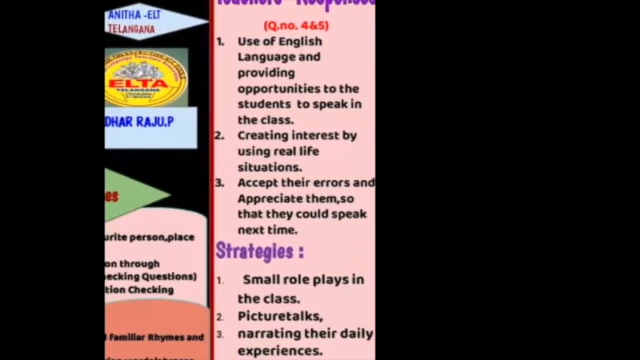 ANITHA -ELT
TELANGANA
ELTA
TELANGANA
DHAR RAJU.P
es
urite person,place
on through
ecking Questions)
tion Checking
familiar Rhymes and
Teachers' Responses
(Q.no. 4&5)
1. Use of English
Language and
providing
opportunities to the
students to speak in
the class.
2. Creating interest by
using real life
situations.
3. Accept their errors and
Appreciate them,so
that they could speak
next time.
Strategies :
1. Small role plays in
the class.
2. Picturetalks,
3. narrating their daily
experiences.